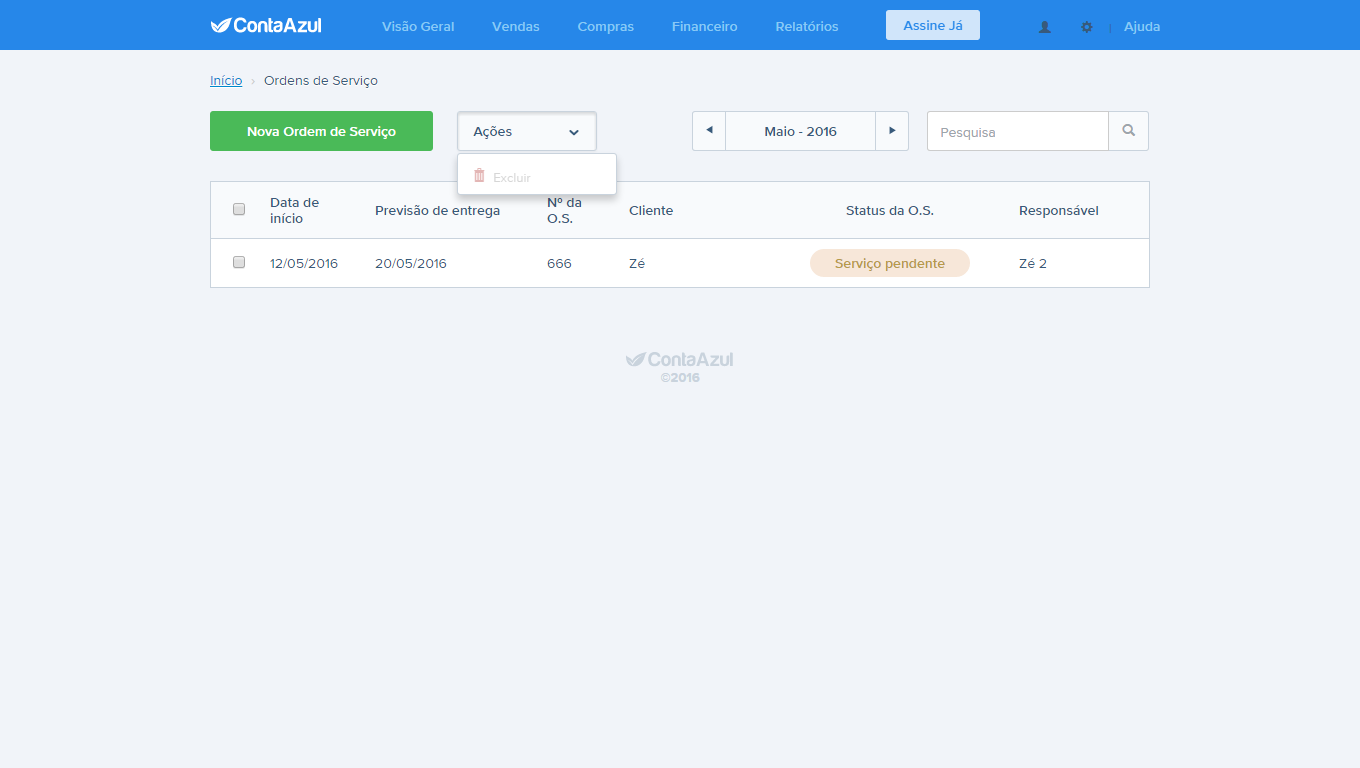 ContaAzul Visão Geral Vendas Compras Financeiro Relatórios Assine Já | Ajuda
Início › Ordens de Serviço
Nova Ordem de Serviço Ações Maio - 2016 Pesquisa
Excluir
Data de início Previsão de entrega Nº da O.S. Cliente Status da O.S. Responsável
12/05/2016 20/05/2016 666 Zé Serviço pendente Zé 2
ContaAzul
©2016